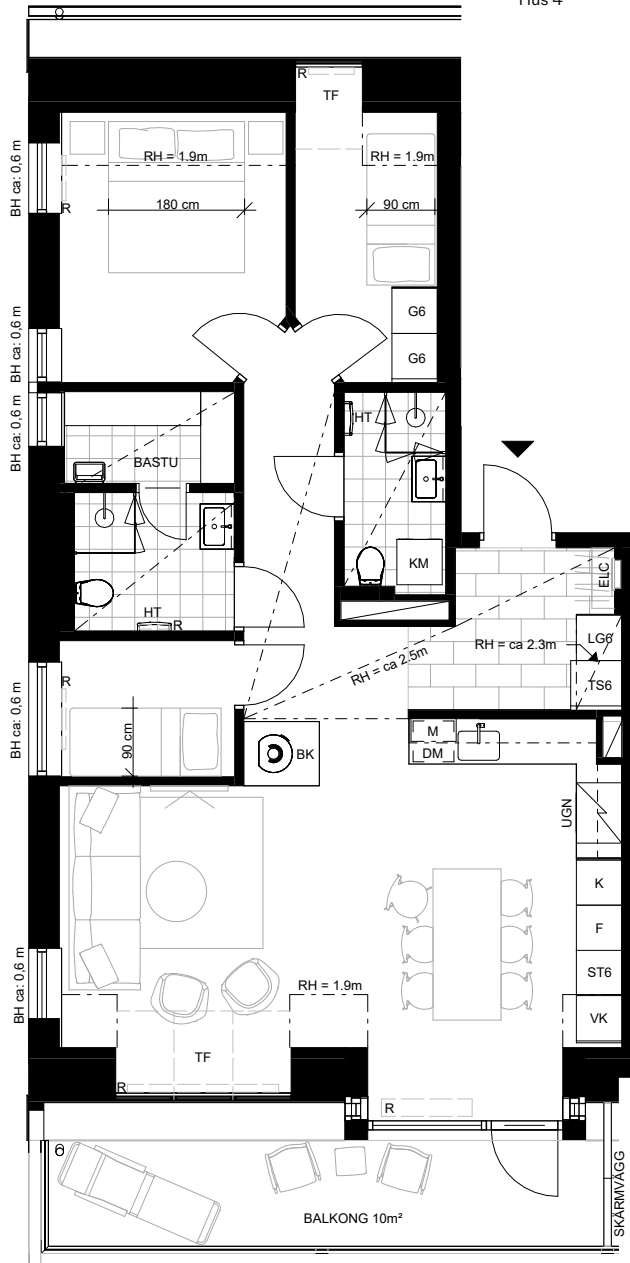 Hus 4
R
TF
BH ca: 0,6 m
RH = 1.9m
RH = 1.9m
R
180 cm
90 cm
G6
G6
BH ca: 0,6 m
BH ca: 0,6 m
HT
BASTU
KM
ELC
HT
R
LG6
RH = ca 2.3m
RH = ca 2.5m
TS6
R
BH ca: 0,6 m
90 cm
M
DM
BK
UGN
K
F
ST6
VK
BH ca: 0,6 m
RH = 1.9m
TF
R
R
SKÄRMVÄGG
BALKONG 10m²